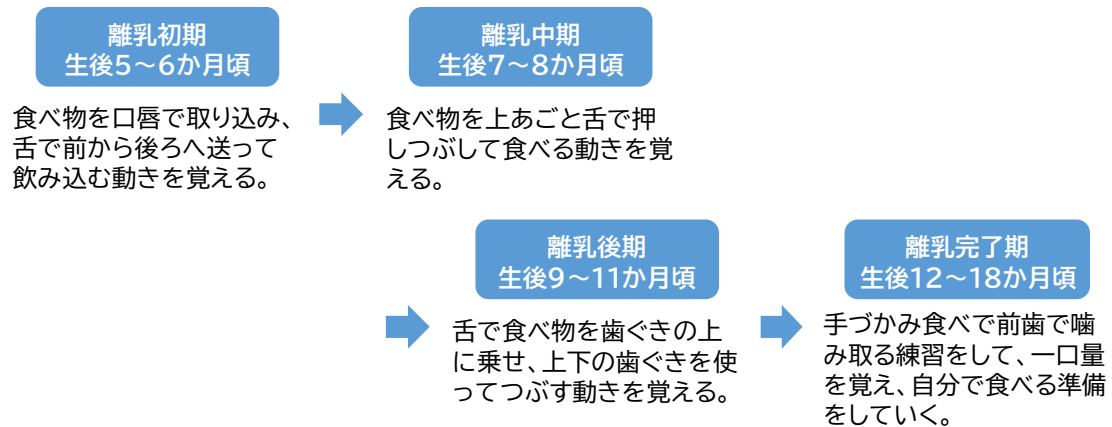 離乳初期
生後5～6か月頃
食べ物を口唇で取り込み、
舌で前から後ろへ送って
飲み込む動きを覚える。
離乳中期
生後7～8か月頃
食べ物を上あごと舌で押
しつぶして食べる動きを覚
える。
離乳後期
生後9～11か月頃
舌で食べ物を歯ぐきの上
に乗せ、上下の歯ぐきを使
ってつぶす動きを覚える。
離乳完了期
生後12～18か月頃
手づかみ食べで前歯で噛
み取る練習をして、一口量
を覚え、自分で食べる準備
をしていく。